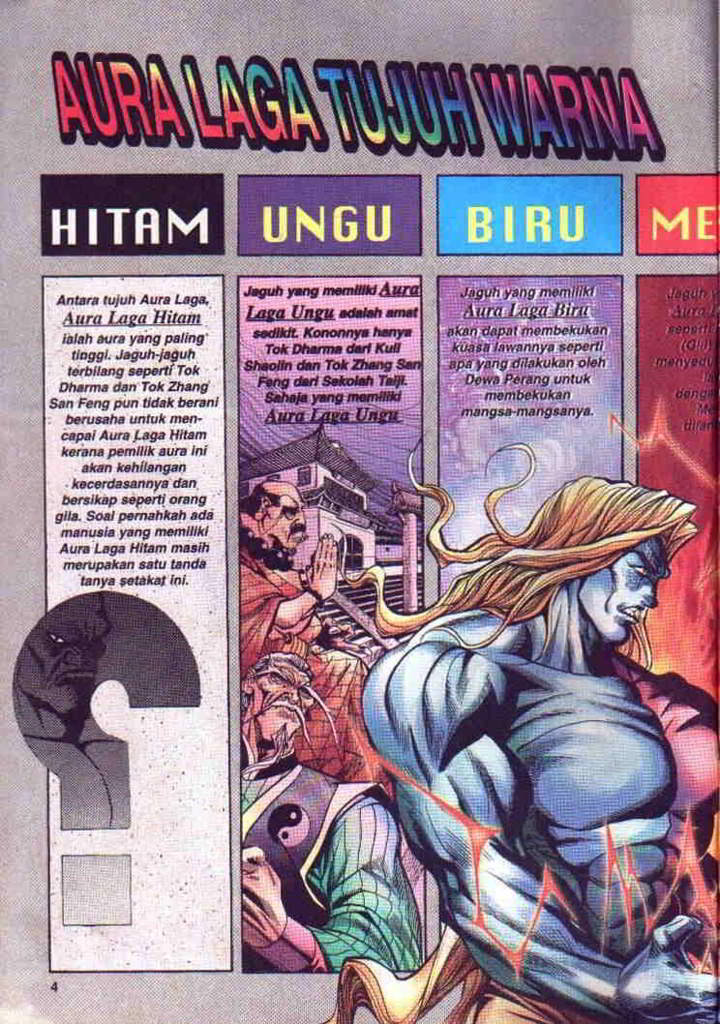 AURA LAGA TUJUH WARNA
HITAM
Antara tujuh Aura Laga,
Aura Laga Hitam
ialah aura yang paling
tinggi. Jaguh-jaguh
terbilang seperti Tok
Dharma dan Tok Zhang
San Feng pun tidak berani
berusaha untuk men-
capai Aura Laga Hitam
kerana pemilik aura ini
akan kehilangan
kecerdasannya dan
bersikap seperti orang
gila. Soal pernahkah ada
manusia yang memiliki
Aura Laga Hitam masih
merupakan satu tanda
tanya setakat ini.
UNGU
Jaguh yang memiliki Aura
Laga Ungu adalah amat
sedikit. Kononnya hanya
Tok Dharma dari Kuil
Shaolin dan Tok Zhang San
Feng dari Sekolah Taiji.
Sahaja yang memiliki
Aura Laga Ungu
BIRU
Jaguh yang memiliki
Aura Laga Biru
akan dapat membekukan
kuasa lawannya seperti
apa yang dilakukan oleh
Dewa Perang untuk
membekukan
mangsa-mangsanya.
ME
Jaguh
Aura
seperti
menyedu
denga
4